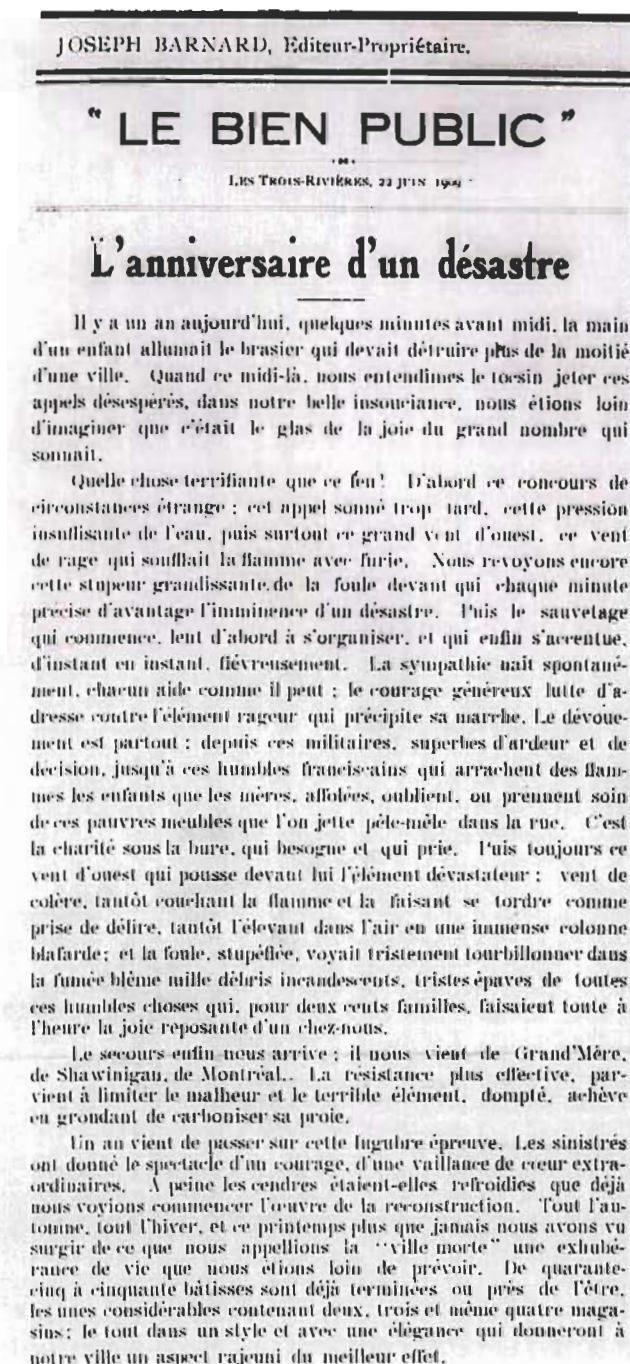 JOSEPH BARNARD, Editeur-Propriétaire.
" LE BIEN PUBLIC "
LES TROIS-RIVIÈRES, 22 JUIN 1909
L'anniversaire d'un désastre
Il y a un an aujourd'hui, quelques minutes avant midi, la main
d'un enfant allumait le brasier qui devait détruire plus de la moitié
d'une ville. Quand ce midi-là, nous entendîmes le tocsin jeter ces
appels désespérés, dans notre belle insouciance, nous étions loin
d'imaginer que c'était le glas de la joie du grand nombre qui
sonnait.
Quelle chose terrifiante que ce feu! D'abord ce concours de
circonstances étrange : cet appel sonné trop tard, cette pression
insuffisante de l'eau, puis surtout ce grand vent d'ouest, ce vent
de rage qui soufflait la flamme avec furie. Nous revoyons encore
cette stupeur grandissante.de la foule devant qui chaque minute
précise d'avantage l'imminence d'un désastre. Puis le sauvetage
qui commence, lent d'abord à s'organiser, et qui enfin s'accentue,
d'instant en instant, fiévreusement. La sympathie nait spontané-
ment, chacun aide comme il peut : le courage généreux lutte d'a-
dresse contre l'élément rageur qui précipite sa marche. Le dévoue-
ment est partout : depuis ces militaires, superbes d'ardeur et de
decision, jusqu'à ces humbles franciscains qui arrachent des flam-
mes les enfants que les mères, affolées, oublient, ou prennent soin
de ces pauvres meubles que l'on jette pêle-mêle dans la rue. C'est
la charité sous la bure, qui besogne et qui prie. Puis toujours ce
vent d'ouest qui pousse devant lui l'élément dévastateur : vent de
colère, tantôt couchant la flamme et la faisant se tordre comme
prise de délire, tantôt l'élevant dans l'air en une immense colonne
blafarde; et la foule, stupéfiée, voyait tristement tourbillonner dans
la fumée blême mille débris incandescents, tristes épaves de toutes
ces humbles choses qui, pour deux cents familles, faisaient toute à
l'heure la joie reposante d'un chez-nous.
Le secours enfin nous arrive : il nous vient de Grand'Mère,
de Shawinigan, de Montréal.. La résistance plus effective, par-
vient à limiter le malheur et le terrible élément, dompté, achève
en grondant de carboniser sa proie.
Un an vient de passer sur cette lugubre épreuve. Les sinistrés
ont donné le spectacle d'un courage, d'une vaillance de cœur extra-
ordinaires. A peine les cendres étaient-elles refroidies que déjà
nous voyions commencer l'œuvre de la reconstruction. Tout l'au-
tomne, tout l'hiver, et ce printemps plus que jamais nous avons vu
surgir de ce que nous appellions la "ville morte" une exhubé-
rance de vie que nous étions loin de prévoir. De quarante-
cinq à cinquante bâtisses sont déjà terminées ou près de l'être,
les unes considérables contenant deux, trois et même quatre maga-
sins; le tout dans un style et avec une élégance qui donneront à
notre ville un aspect rajeuni du meilleur effet.